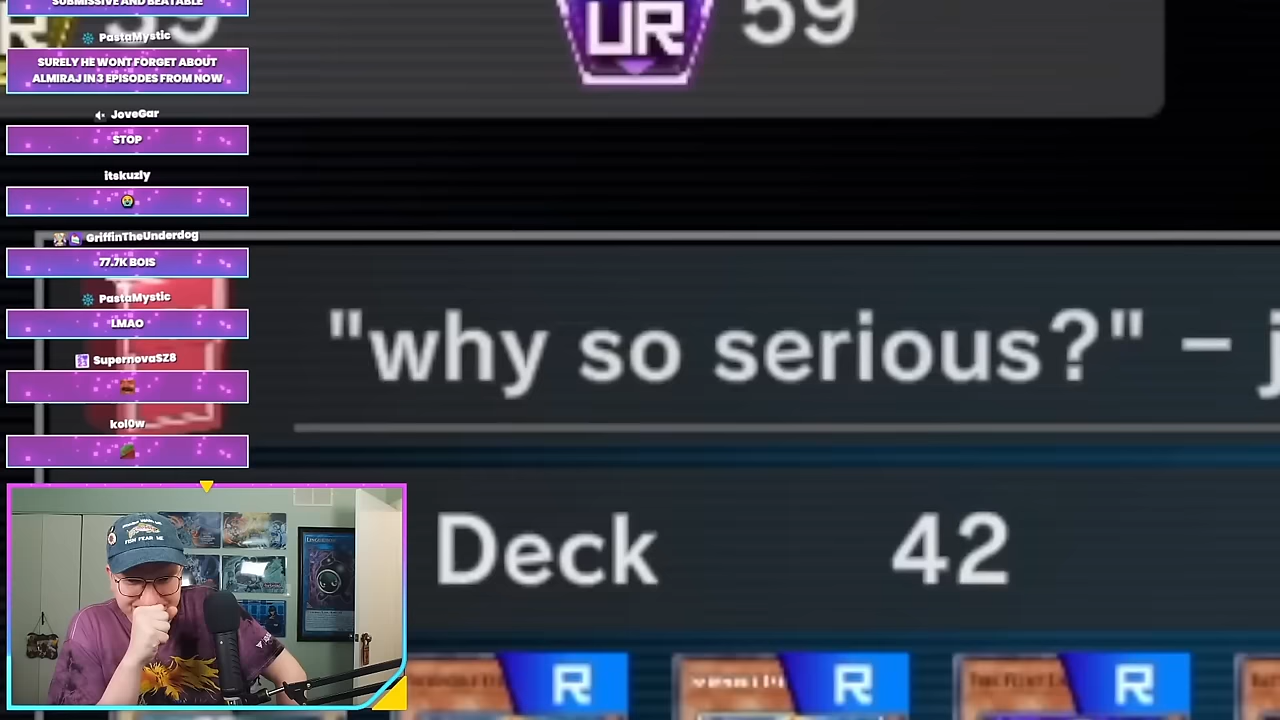 SUBMISSIVE AND BEATABLE
PastaMystic
SURELY HE WONT FORGET ABOUT
ALMIRAJ IN 3 EPISODES FROM NOW
JoveGar
STOP
itskuzly
GriffinTheUnderdog
77.7K BOIS
PastaMystic
LMAO
SupernovaSZ8
kol0w
R
39
UR
59
"why so serious?" – j
Deck 42
R
R
R